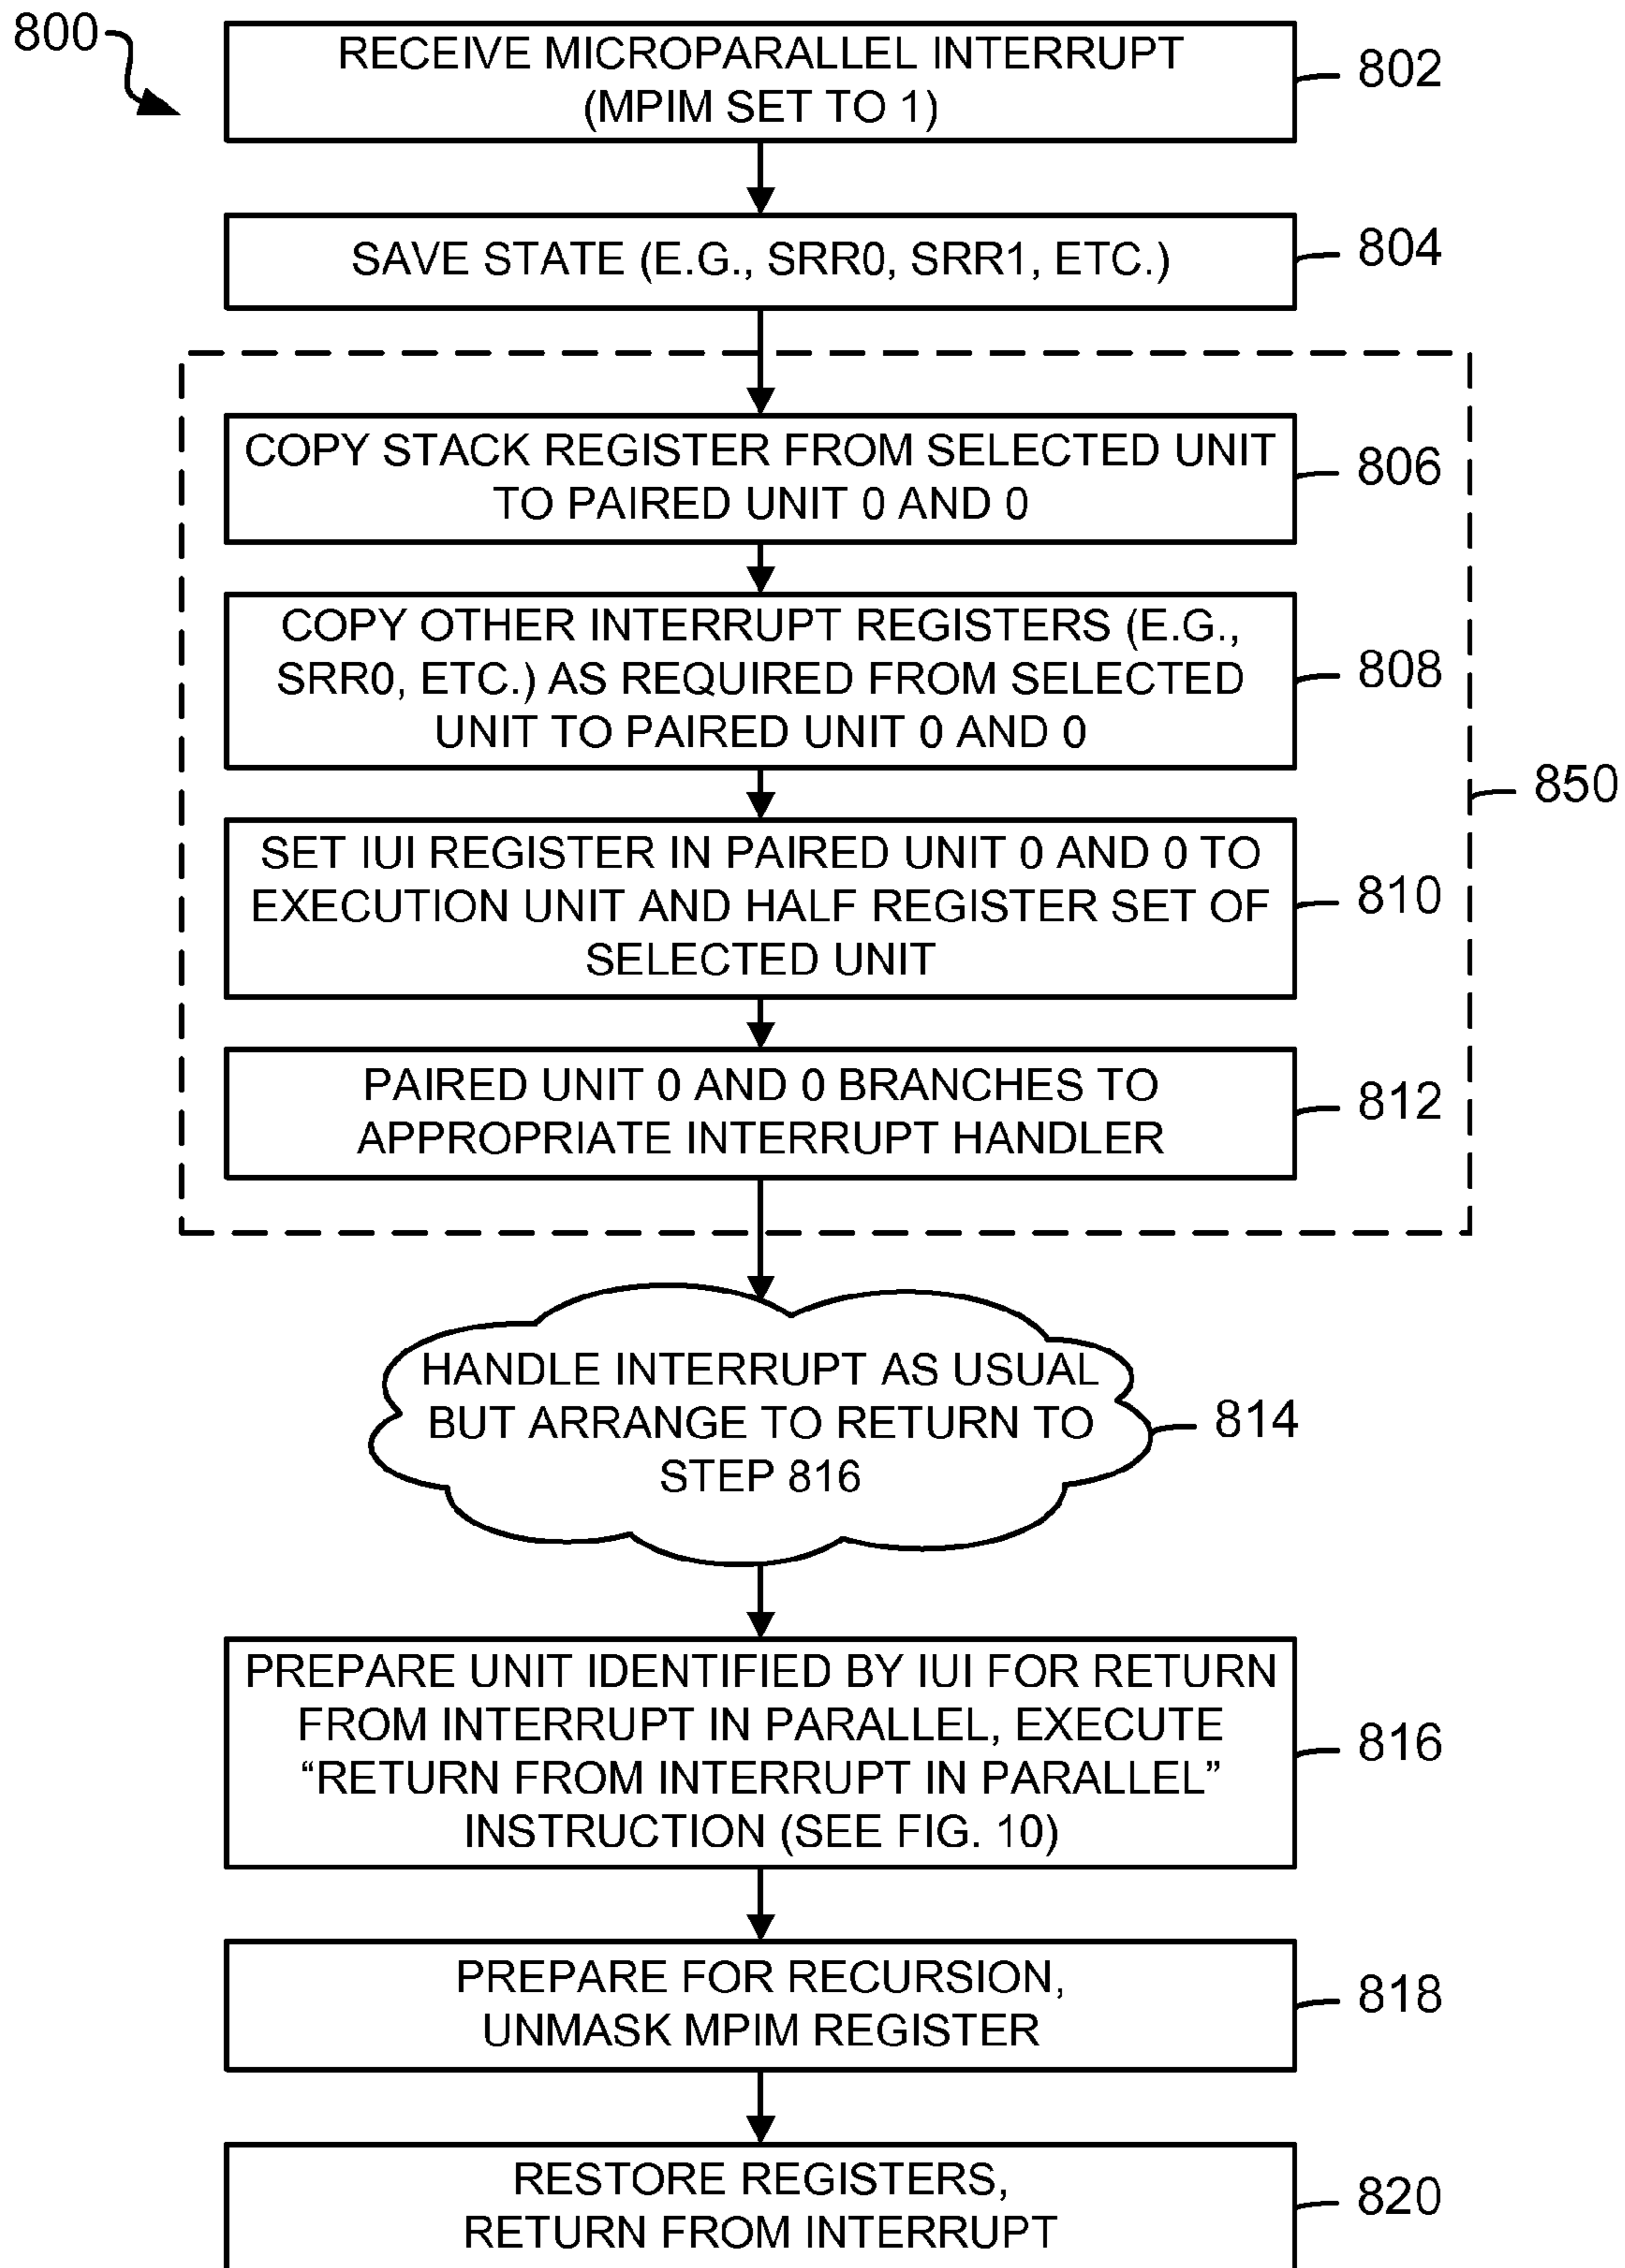 800
RECEIVE MICROPARALLEL INTERRUPT
(MPIM SET TO 1)
802
SAVE STATE (E.G., SRR0, SRR1, ETC.)
804
COPY STACK REGISTER FROM SELECTED UNIT
TO PAIRED UNIT 0 AND 0
806
COPY OTHER INTERRUPT REGISTERS (E.G.,
SRR0, ETC.) AS REQUIRED FROM SELECTED
UNIT TO PAIRED UNIT 0 AND 0
808
850
SET IUI REGISTER IN PAIRED UNIT 0 AND 0 TO
EXECUTION UNIT AND HALF REGISTER SET OF
SELECTED UNIT
810
PAIRED UNIT 0 AND 0 BRANCHES TO
APPROPRIATE INTERRUPT HANDLER
812
HANDLE INTERRUPT AS USUAL
BUT ARRANGE TO RETURN TO
STEP 816
814
PREPARE UNIT IDENTIFIED BY IUI FOR RETURN
FROM INTERRUPT IN PARALLEL, EXECUTE
“RETURN FROM INTERRUPT IN PARALLEL”
INSTRUCTION (SEE FIG. 10)
816
PREPARE FOR RECURSION,
UNMASK MPIM REGISTER
818
RESTORE REGISTERS,
RETURN FROM INTERRUPT
820